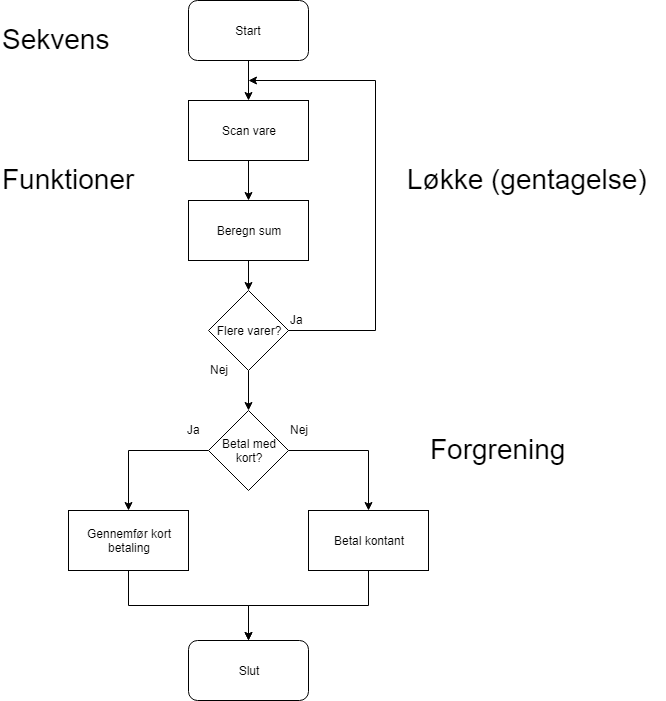 Sekvens
Start
Scan vare
Funktioner
Løkke (gentagelse)
Beregn sum
Flere varer?
Ja
Nej
Ja
Nej
Betal med
kort?
Forgrening
Gennemfør kort
betaling
Betal kontant
Slut